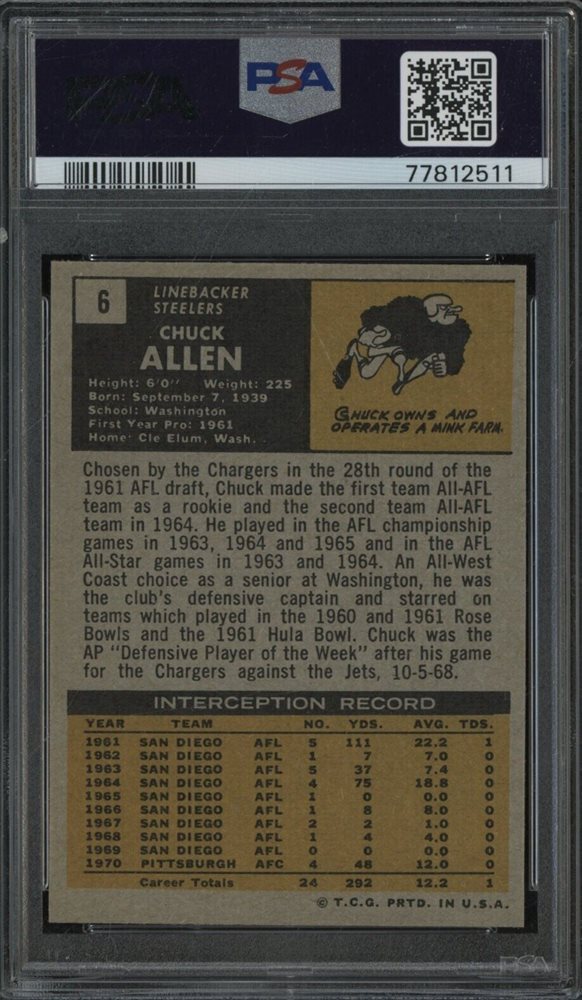 PSA
77812511
6
LINEBACKER
STEELERS
CHUCK
ALLEN
Height: 6'0" Weight: 225
Born: September 7, 1939
School: Washington
First Year Pro: 1961
Home: Cle Elum, Wash.
CHUCK OWNS AND
OPERATES A MINK FARM.
Chosen by the Chargers in the 28th round of the
1961 AFL draft, Chuck made the first team All-AFL
team as a rookie and the second team All-AFL
team in 1964. He played in the AFL championship
games in 1963, 1964 and 1965 and in the AFL
All-Star games in 1963 and 1964. An All-West
Coast choice as a senior at Washington, he was
the club's defensive captain and starred on
teams which played in the 1960 and 1961 Rose
Bowls and the 1961 Hula Bowl. Chuck was the
AP "Defensive Player of the Week" after his game
for the Chargers against the Jets, 10-5-68.
INTERCEPTION RECORD
YEAR TEAM NO. YDS. AVG. TDS.
1961 SAN DIEGO AFL 5 111 22.2 1
1962 SAN DIEGO AFL 1 7 7.0 0
1963 SAN DIEGO AFL 5 37 7.4 0
1964 SAN DIEGO AFL 4 75 18.8 0
1965 SAN DIEGO AFL 1 0 0.0 0
1966 SAN DIEGO AFL 1 8 8.0 0
1967 SAN DIEGO AFL 2 2 1.0 0
1968 SAN DIEGO AFL 1 4 4.0 0
1969 SAN DIEGO AFL 0 0 0.0 0
1970 PITTSBURGH AFC 4 48 12.0 0
Career Totals 24 292 12.2 1
© T.C.G. PRTD. IN U.S.A.
PSA